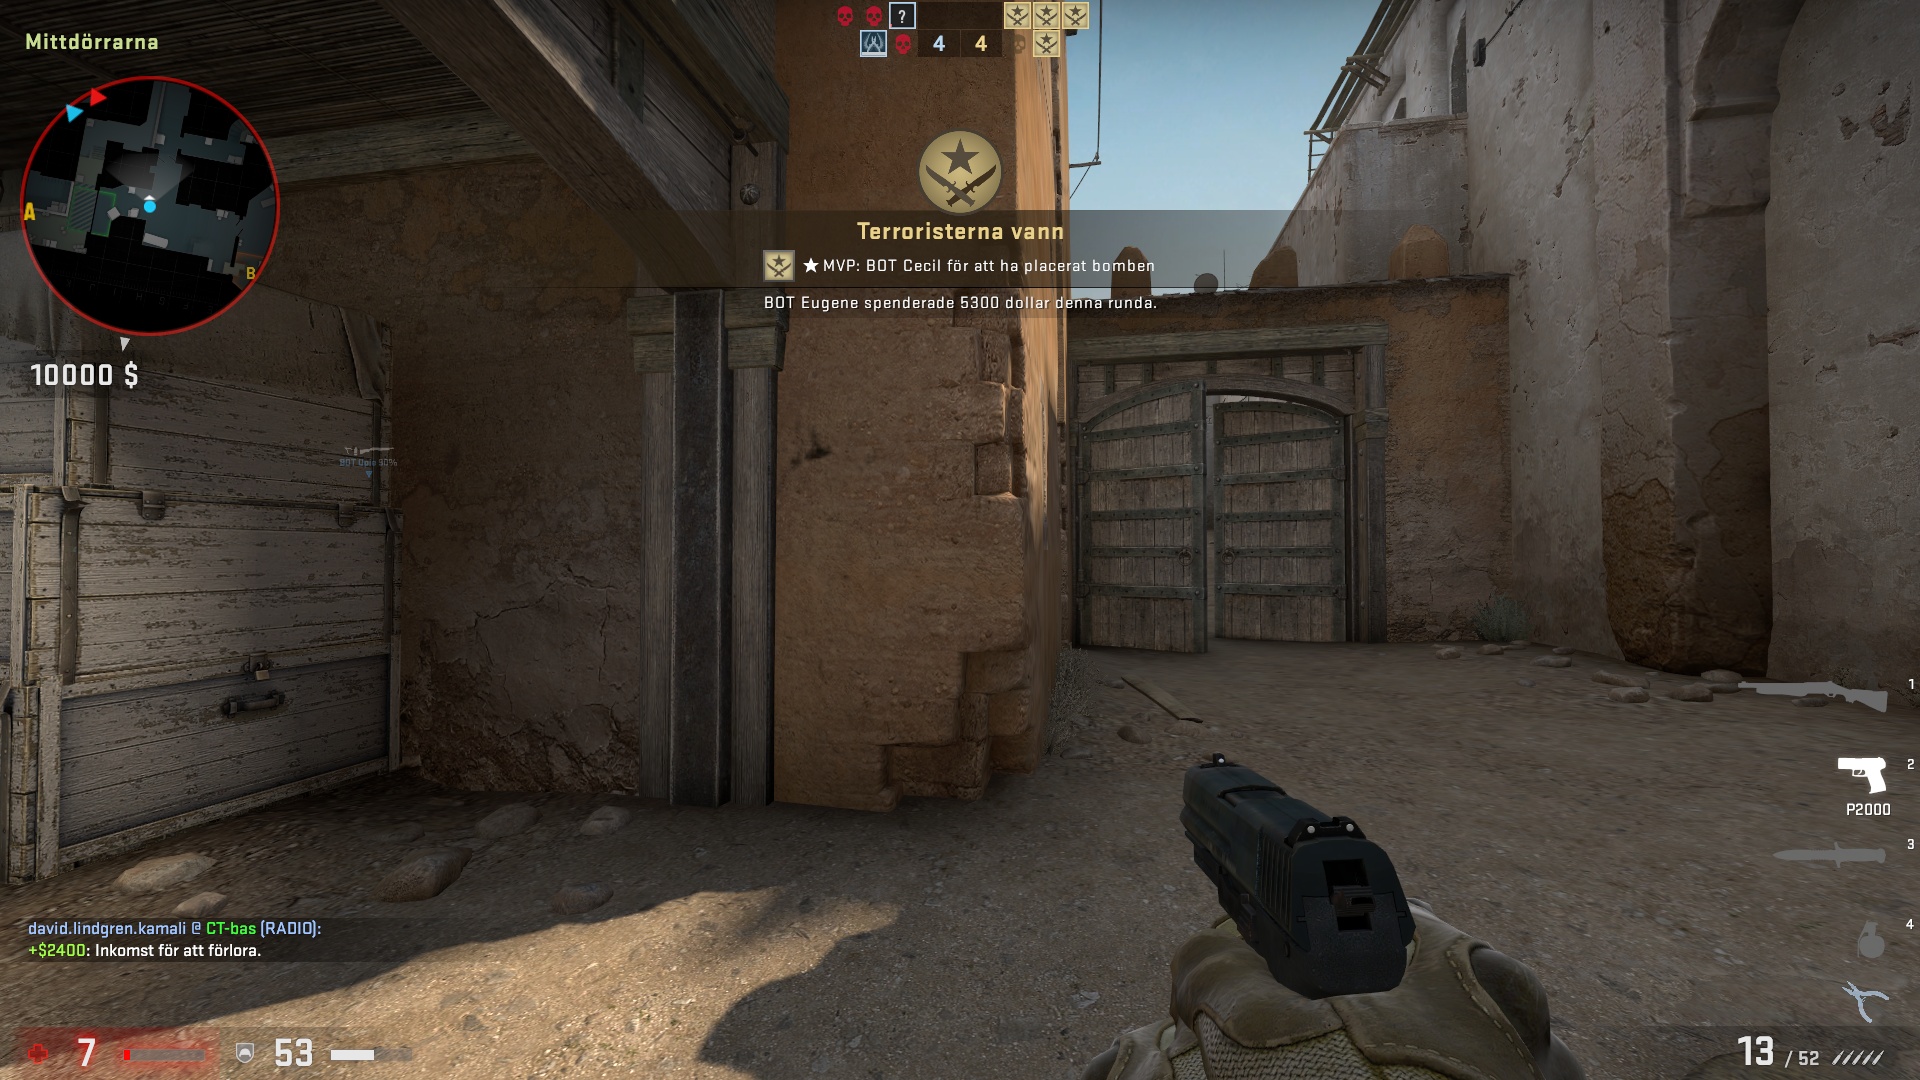 ?
Mittdörrarna
4 4
A
B
Terroristerna vann
MVP: BOT Cecil för att ha placerat bomben
BOT Eugene spenderade 5300 dollar denna runda.
10000 $
1
2
P2000
3
4
david.lindgren.kamali @ CT-bas (RADIO):
+$2400: Inkomst för att förlora.
7 53
13 / 52